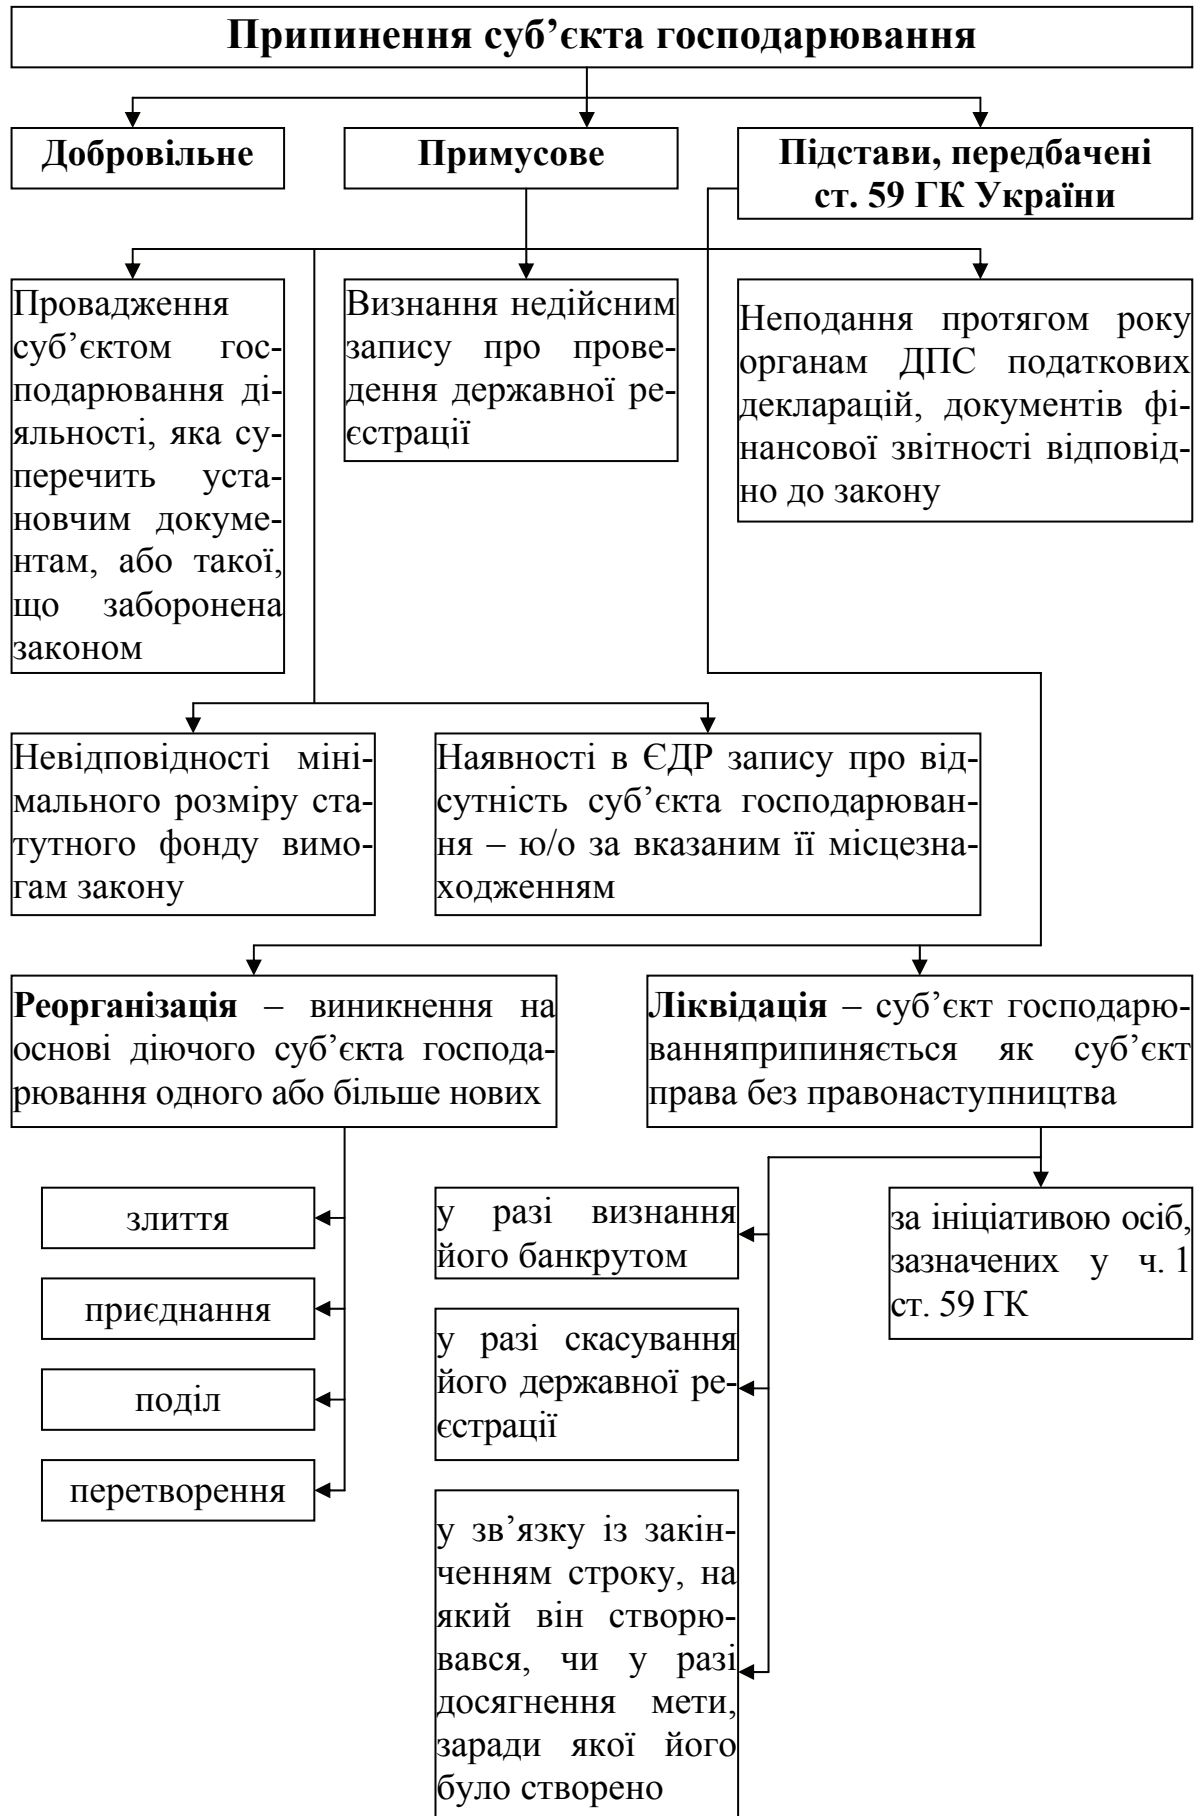 Припинення суб’єкта господарювання
Добровільне
Примусове
Підстави, передбачені
ст. 59 ГК України
Провадження
суб’єктом гос-
подарювання ді-
яльності, яка су-
перечить уста-
новчим докуме-
нтам, або такої,
що заборонена
законом
Визнання недійсним
запису про прове-
дення державної ре-
єстрації
Неподання протягом року
органам ДПС податкових
декларацій, документів фі-
нансової звітності відповід-
но до закону
Невідповідності міні-
мального розміру ста-
тутного фонду вимо-
гам закону
Наявності в ЄДР запису про від-
сутність суб’єкта господарюван-
ня – ю/о за вказаним її місцезна-
ходженням
Реорганізація – виникнення на
основі діючого суб’єкта господа-
рювання одного або більше нових
Ліквідація – суб’єкт господарю-
ванняприпиняється як суб’єкт
права без правонаступництва
злиття
приєднання
поділ
перетворення
у разі визнання
його банкрутом
у разі скасування
його державної ре-
єстрації
у зв’язку із закін-
ченням строку, на
який він створю-
вався, чи у разі
досягнення мети,
заради якої його
було створено
за ініціативою осіб,
зазначених у ч. 1
ст. 59 ГК